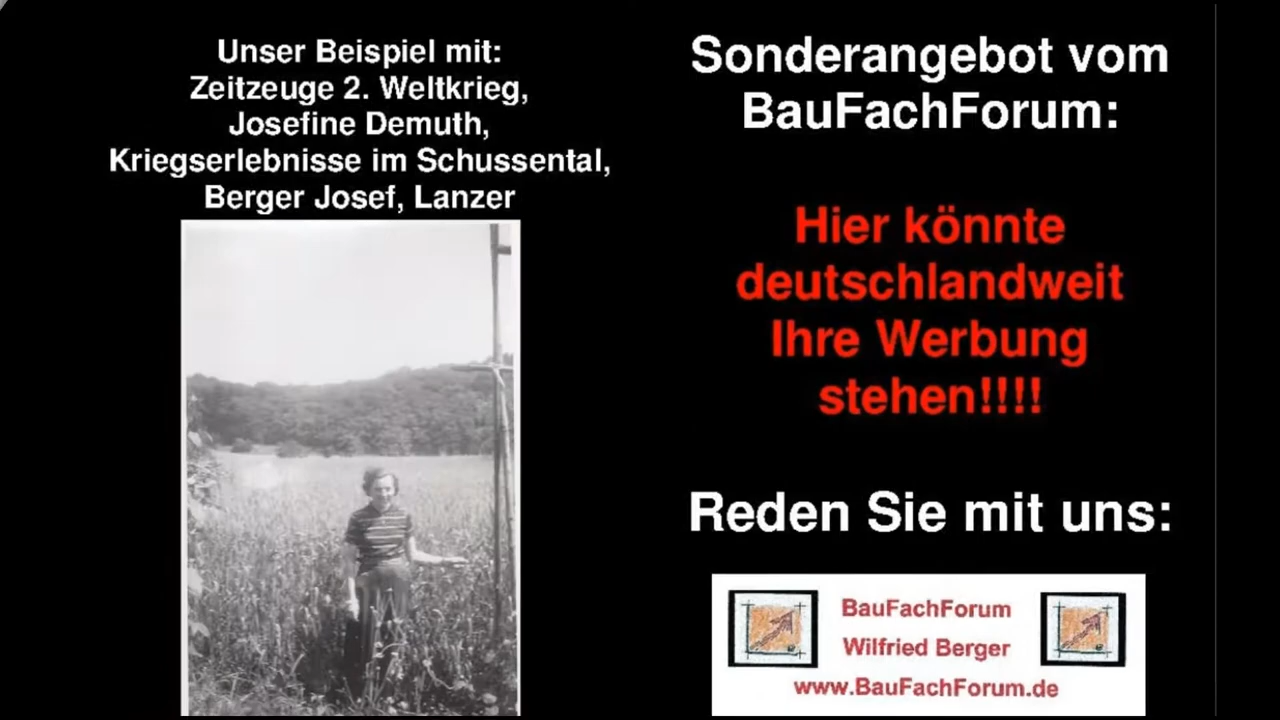 Unser Beispiel mit:
Zeitzeuge 2. Weltkrieg,
Josefine Demuth,
Kriegserlebnisse im Schussental,
Berger Josef, Lanzer
Sonderangebot vom
BauFachForum:
Hier könnte
deutschlandweit
Ihre Werbung
stehen!!!!
Reden Sie mit uns:
BauFachForum
Wilfried Berger
www.BauFachForum.de